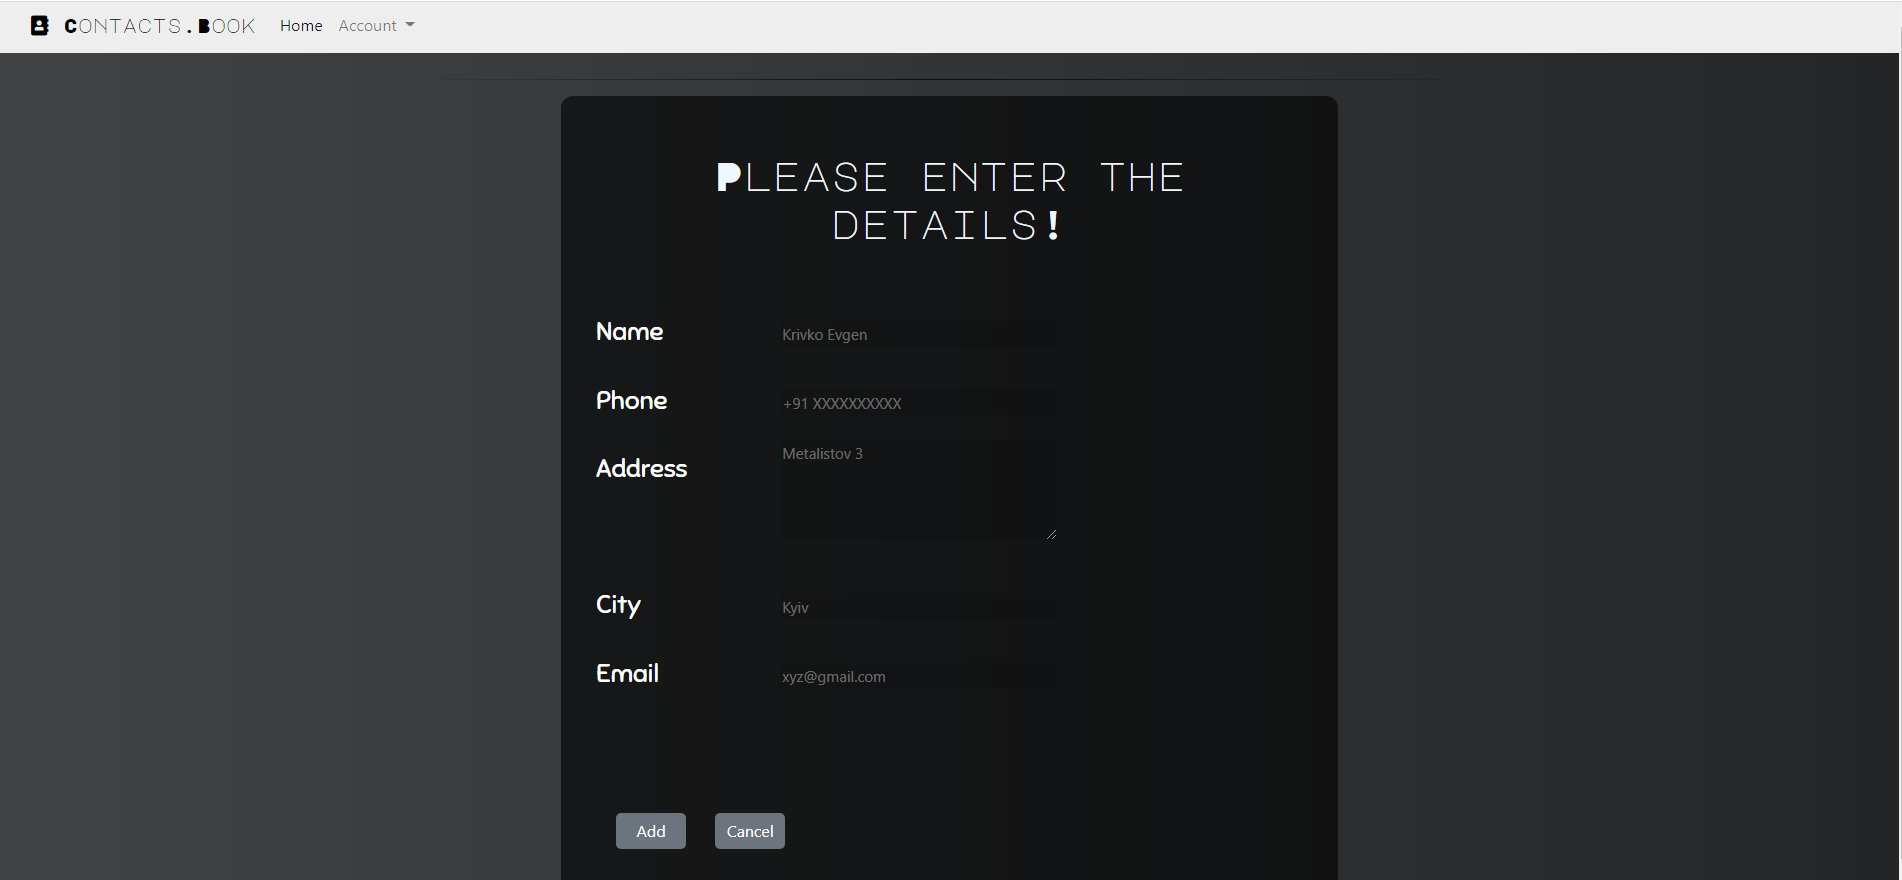 Contacts.Book Home Account
Please enter the
details!
Name Krivko Evgen
Phone +91 XXXXXXXXXX
Address Metalistov 3
City Kyiv
Email xyz@gmail.com
Add Cancel